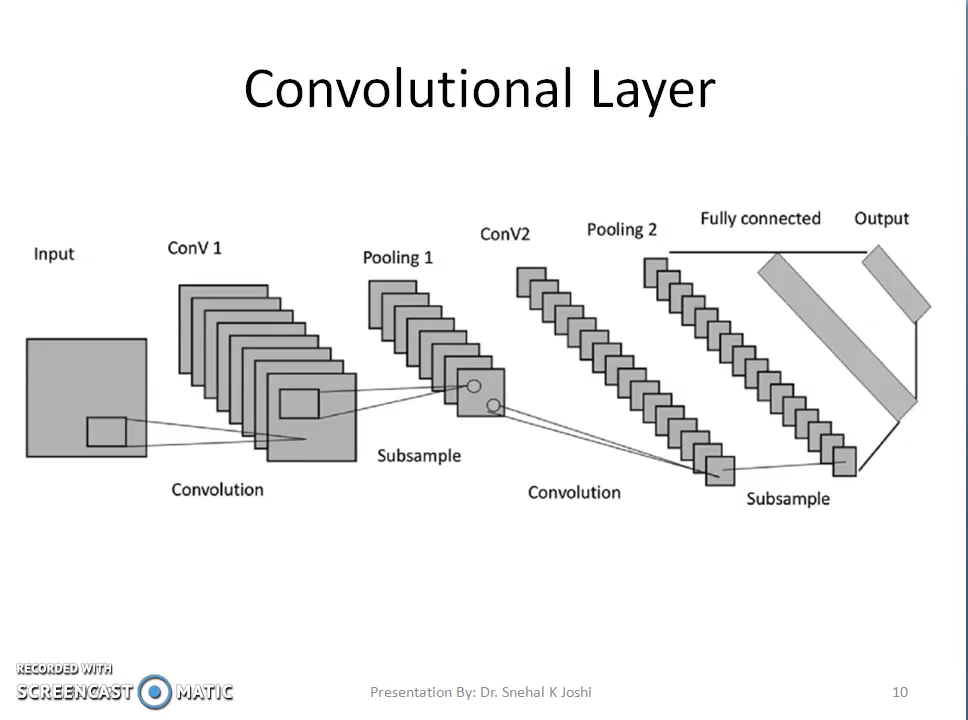 Convolutional Layer
Input
ConV 1
Pooling 1
ConV2
Pooling 2
Fully connected
Output
Convolution
Subsample
Convolution
Subsample
RECORDED WITH
SCREENCAST MATIC
Presentation By: Dr. Snehal K Joshi
10